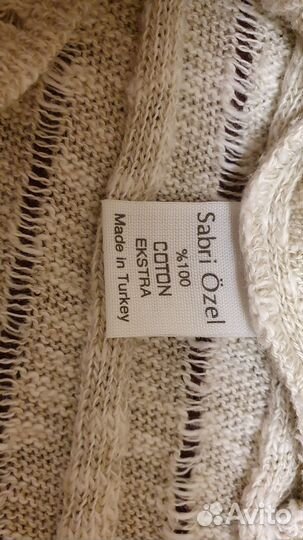 Sabri Özel
%100
COTON
EKSTRA
Made in Turkey
Avito